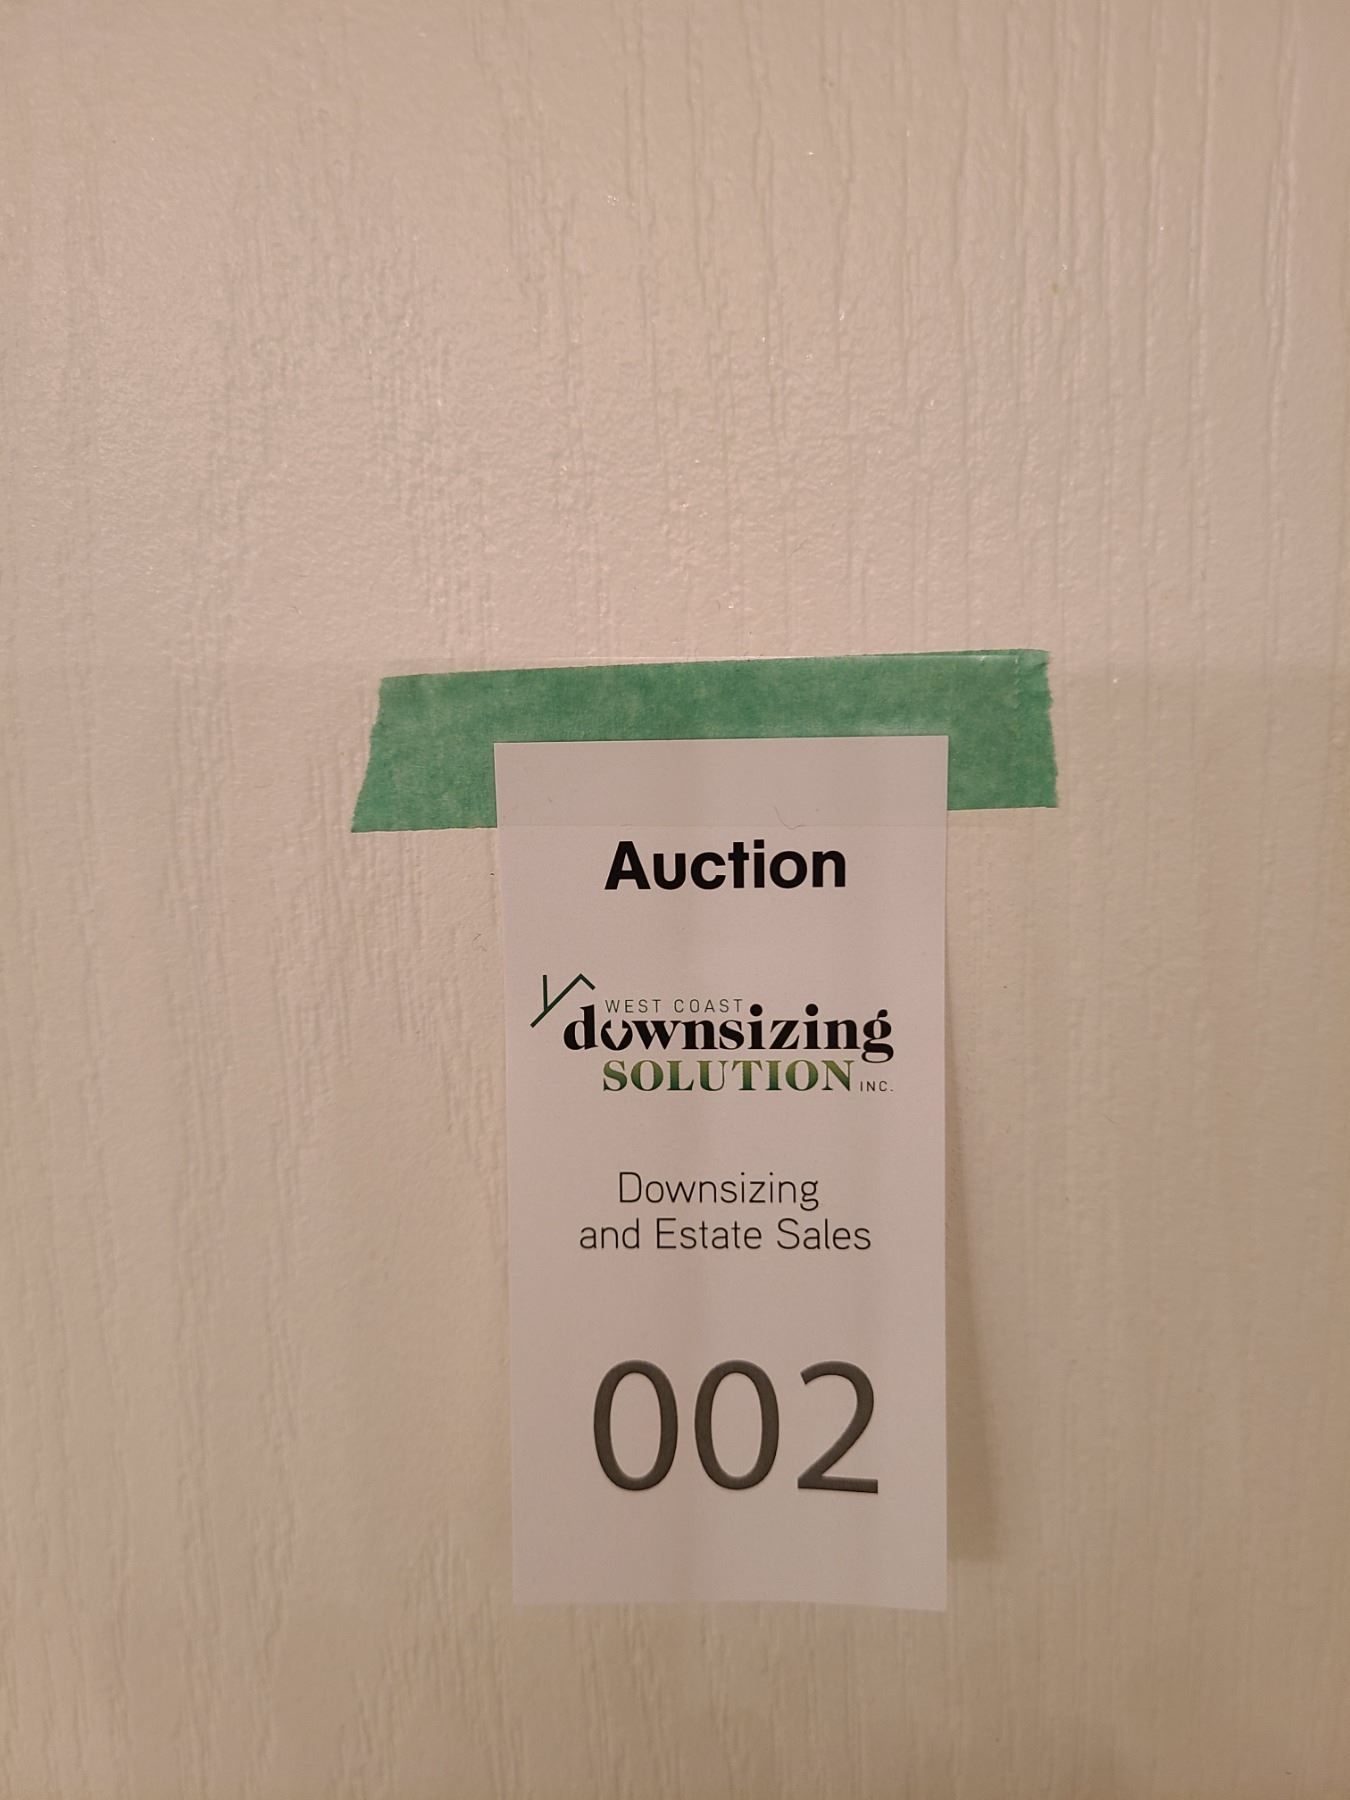 Auction
WEST COAST
downsizing
SOLUTION INC.
Downsizing
and Estate Sales
002